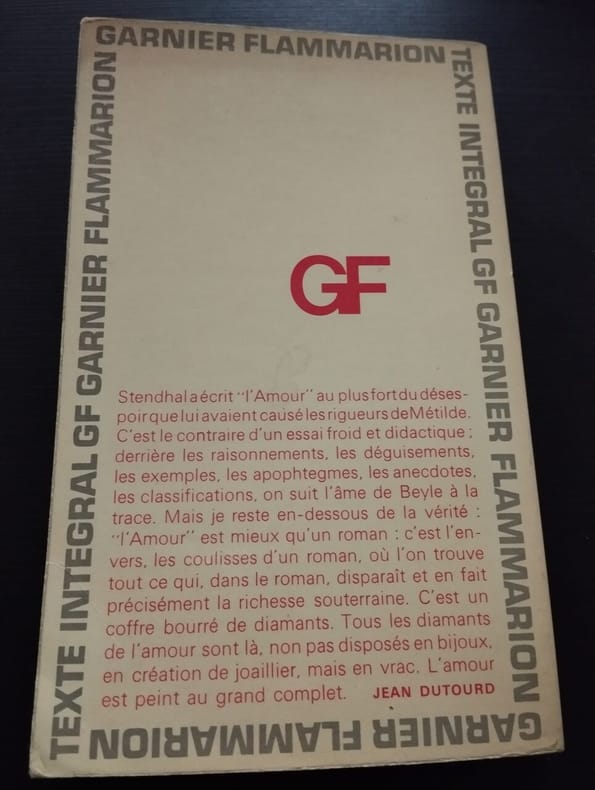 GARNIER FLAMMARION
TEXTE INTEGRAL GF GARNIER FLAMMARION
GF
Stendhal a écrit "l'Amour" au plus fort du déses-
poir que lui avaient causé les rigueurs de Métilde.
C'est le contraire d'un essai froid et didactique ;
derrière les raisonnements, les déguisements,
les exemples, les apophtegmes, les anecdotes,
les classifications, on suit l'âme de Beyle à la
trace. Mais je reste en-dessous de la vérité :
"l'Amour" est mieux qu'un roman : c'est l'en-
vers, les coulisses d'un roman, où l'on trouve
tout ce qui, dans le roman, disparaît et en fait
précisément la richesse souterraine. C'est un
coffre bourré de diamants. Tous les diamants
de l'amour sont là, non pas disposés en bijoux,
en création de joaillier, mais en vrac. L'amour
est peint au grand complet. JEAN DUTOURD
GARNIER FLAMMARION
TEXTE INTEGRAL GF GARNIER FLAMMARION